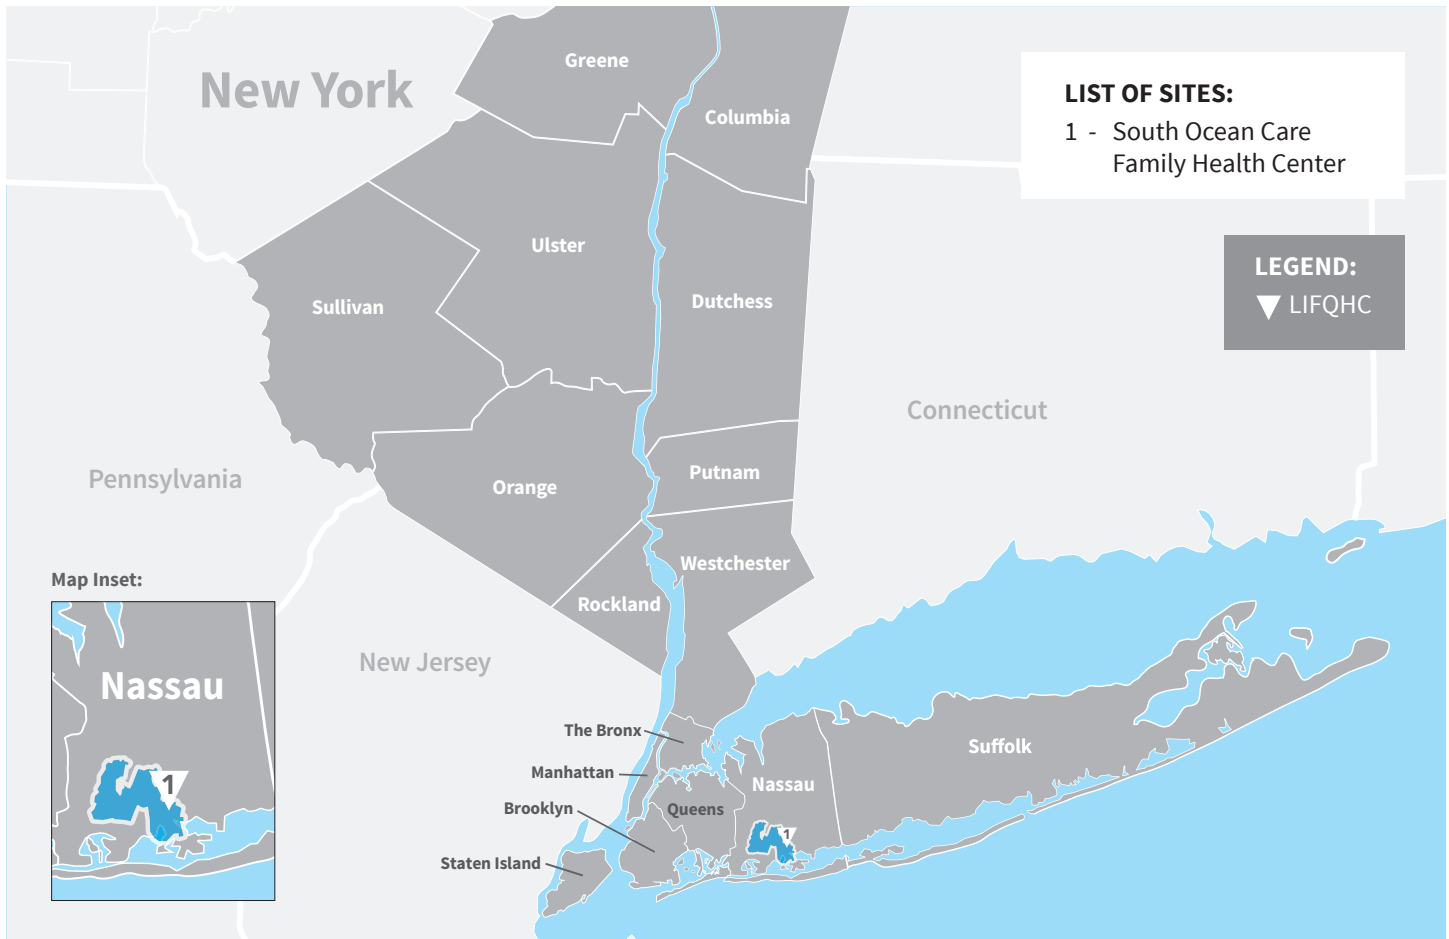 Greene
New York
Columbia
LIST OF SITES:
1 - South Ocean Care
Family Health Center
Ulster
LEGEND:
LIFQHC
Sullivan
Dutchess
Connecticut
Pennsylvania
Putnam
Orange
Westchester
Map Inset:
Rockland
New Jersey
Nassau
The Bronx
Suffolk
Manhattan
Nassau
1
Brooklyn
Queens
1
Staten Island